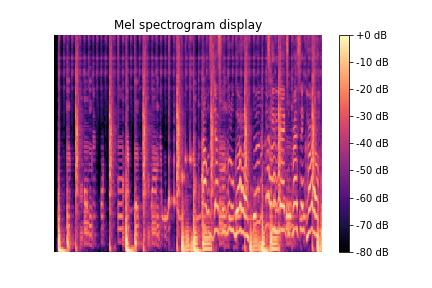 Mel spectrogram display
+0 dB
-10 dB
-20 dB
-30 dB
-40 dB
-50 dB
-60 dB
-70 dB
-80 dB